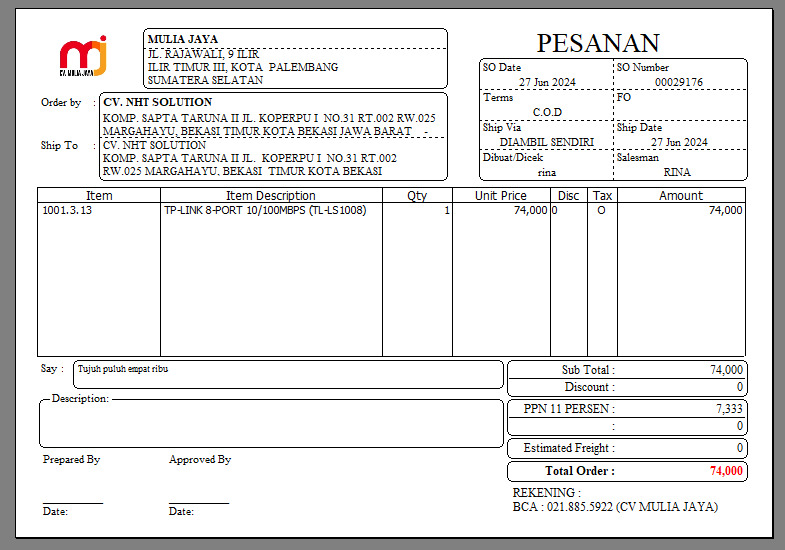 mj
CV. MULIA JAYA
MULIA JAYA
JL. RAJAWALI, 9 ILIR
ILIR TIMUR III, KOTA PALEMBANG
SUMATERA SELATAN
PESANAN
SO Date
27 Jun 2024
SO Number
00029176
Terms
C.O.D
FO
Ship Via
DIAMBIL SENDIRI
Ship Date
27 Jun 2024
Dibuat/Dicek
rina
Salesman
RINA
Order by : CV. NHT SOLUTION
KOMP. SAPTA TARUNA II JL. KOPERPU I NO.31 RT.002 RW.025
MARGAHAYU, BEKASI TIMUR KOTA BEKASI JAWA BARAT -
Ship To : CV. NHT SOLUTION
KOMP. SAPTA TARUNA II JL. KOPERPU I NO.31 RT.002
RW.025 MARGAHAYU, BEKASI TIMUR KOTA BEKASI
Item Item Description Qty Unit Price Disc Tax Amount
1001.3.13 TP-LINK 8-PORT 10/100MBPS (TL-LS1008) 1 74,000 0 O 74,000
Say : Tujuh puluh empat ribu
Sub Total : 74,000
Discount : 0
Description:
PPN 11 PERSEN : 7,333
: 0
Estimated Freight : 0
Total Order : 74,000
Prepared By Approved By
Date: Date:
REKENING :
BCA : 021.885.5922 (CV MULIA JAYA)